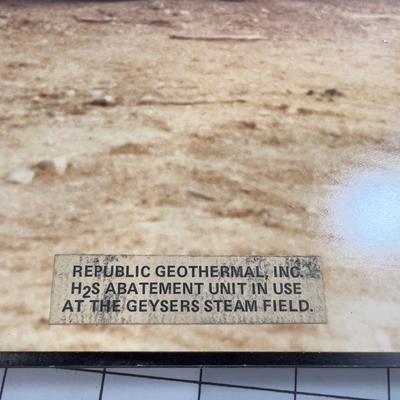 REPUBLIC GEOTHERMAL, INC.
H₂S ABATEMENT UNIT IN USE
AT THE GEYSERS STEAM FIELD.